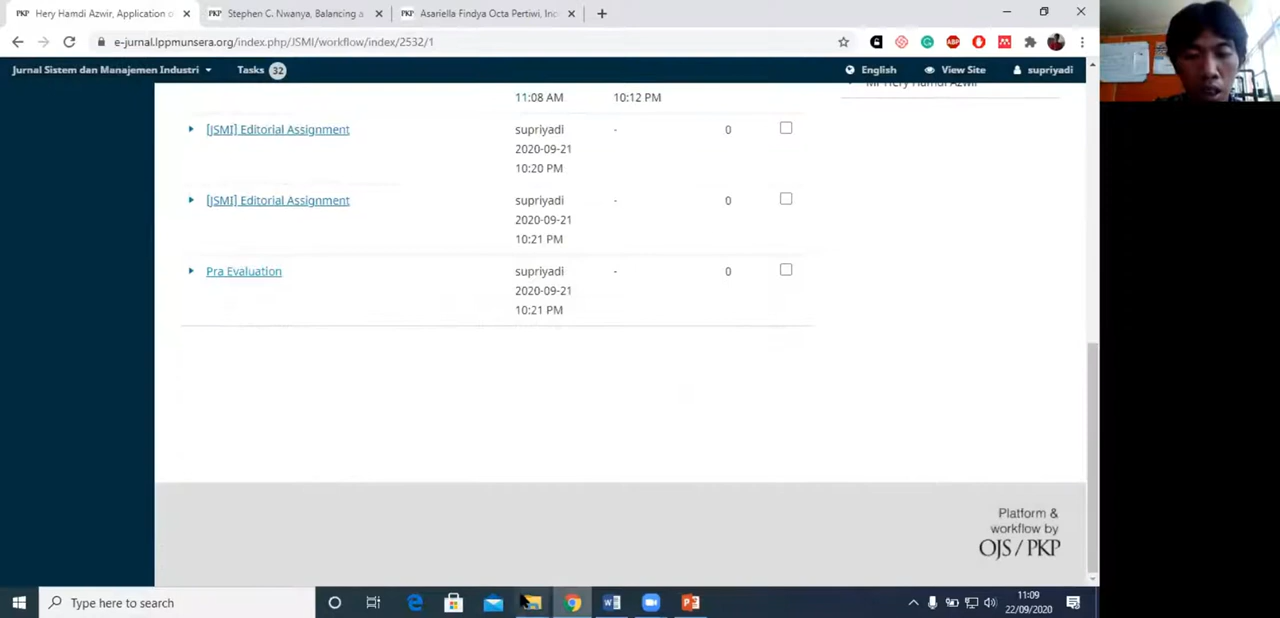 Hery Hamdi Azwir, Application o
Stephen C. Nwanya, Balancing a
Asariella Findya Octa Pertiwi, Inc
e-jurnal.lppmunsera.org/index.php/JSMI/workflow/index/2532/1
Jurnal Sistem dan Manajemen Industri Tasks 32 English View Site supriyadi
11:08 AM 10:12 PM
Mr Hery Hamdi Azwir
[JSMI] Editorial Assignment supriyadi - 0
2020-09-21
10:20 PM
[JSMI] Editorial Assignment supriyadi - 0
2020-09-21
10:21 PM
Pra Evaluation supriyadi - 0
2020-09-21
10:21 PM
Platform &
workflow by
OJS / PKP
Type here to search
11:09
22/09/2020